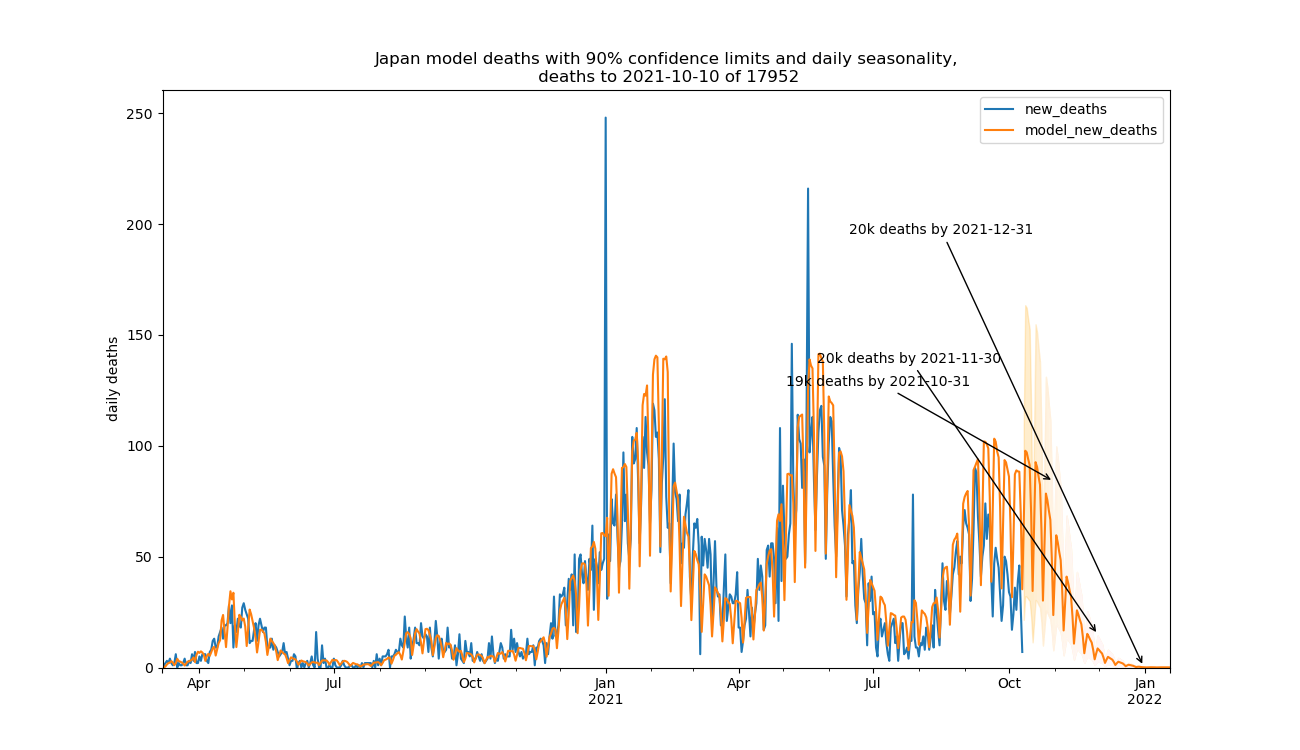 Japan model deaths with 90% confidence limits and daily seasonality,
deaths to 2021-10-10 of 17952
250
200
150
100
50
0
daily deaths
new_deaths
model_new_deaths
20k deaths by 2021-12-31
20k deaths by 2021-11-30
19k deaths by 2021-10-31
Apr
Jul
Oct
Jan
2021
Apr
Jul
Oct
Jan
2022